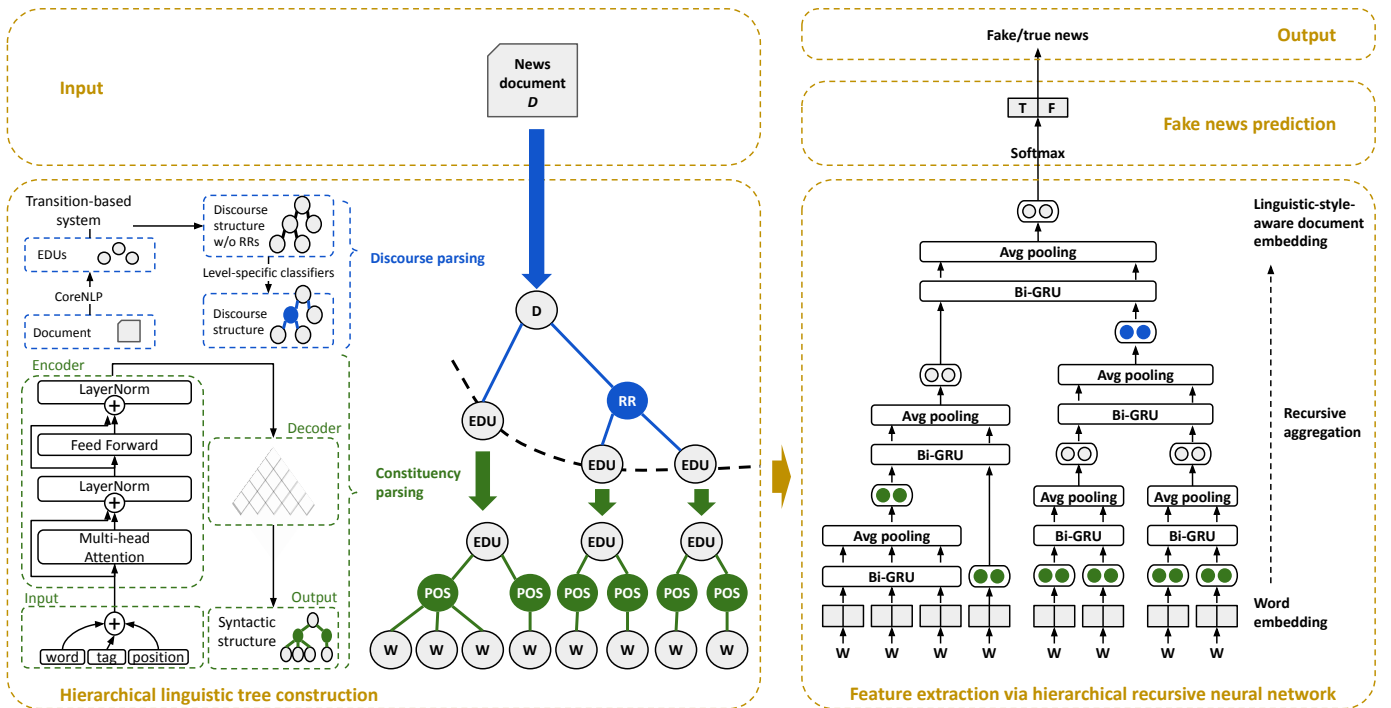 Input
News
document
D
Transition-based
system
EDUs
CoreNLP
Document
Discourse
structure
w/o RRs
Level-specific classifiers
Discourse
structure
Discourse parsing
Encoder
LayerNorm
+
Feed Forward
LayerNorm
+
Multi-head
Attention
Input
+
word tag position
Decoder
Output
Syntactic
structure
Constituency
parsing
D
RR
EDU
EDU EDU
EDU EDU EDU
POS POS POS POS POS POS
W W W W W W W W
Hierarchical linguistic tree construction
Output
Fake/true news
Fake news prediction
T F
Softmax
Linguistic-style-
aware document
embedding
Avg pooling
Bi-GRU
Avg pooling
Avg pooling
Bi-GRU
Bi-GRU
Recursive
aggregation
Avg pooling
Avg pooling
Avg pooling
Bi-GRU
Bi-GRU
Bi-GRU
Word
embedding
W W W W W W W W
Feature extraction via hierarchical recursive neural network